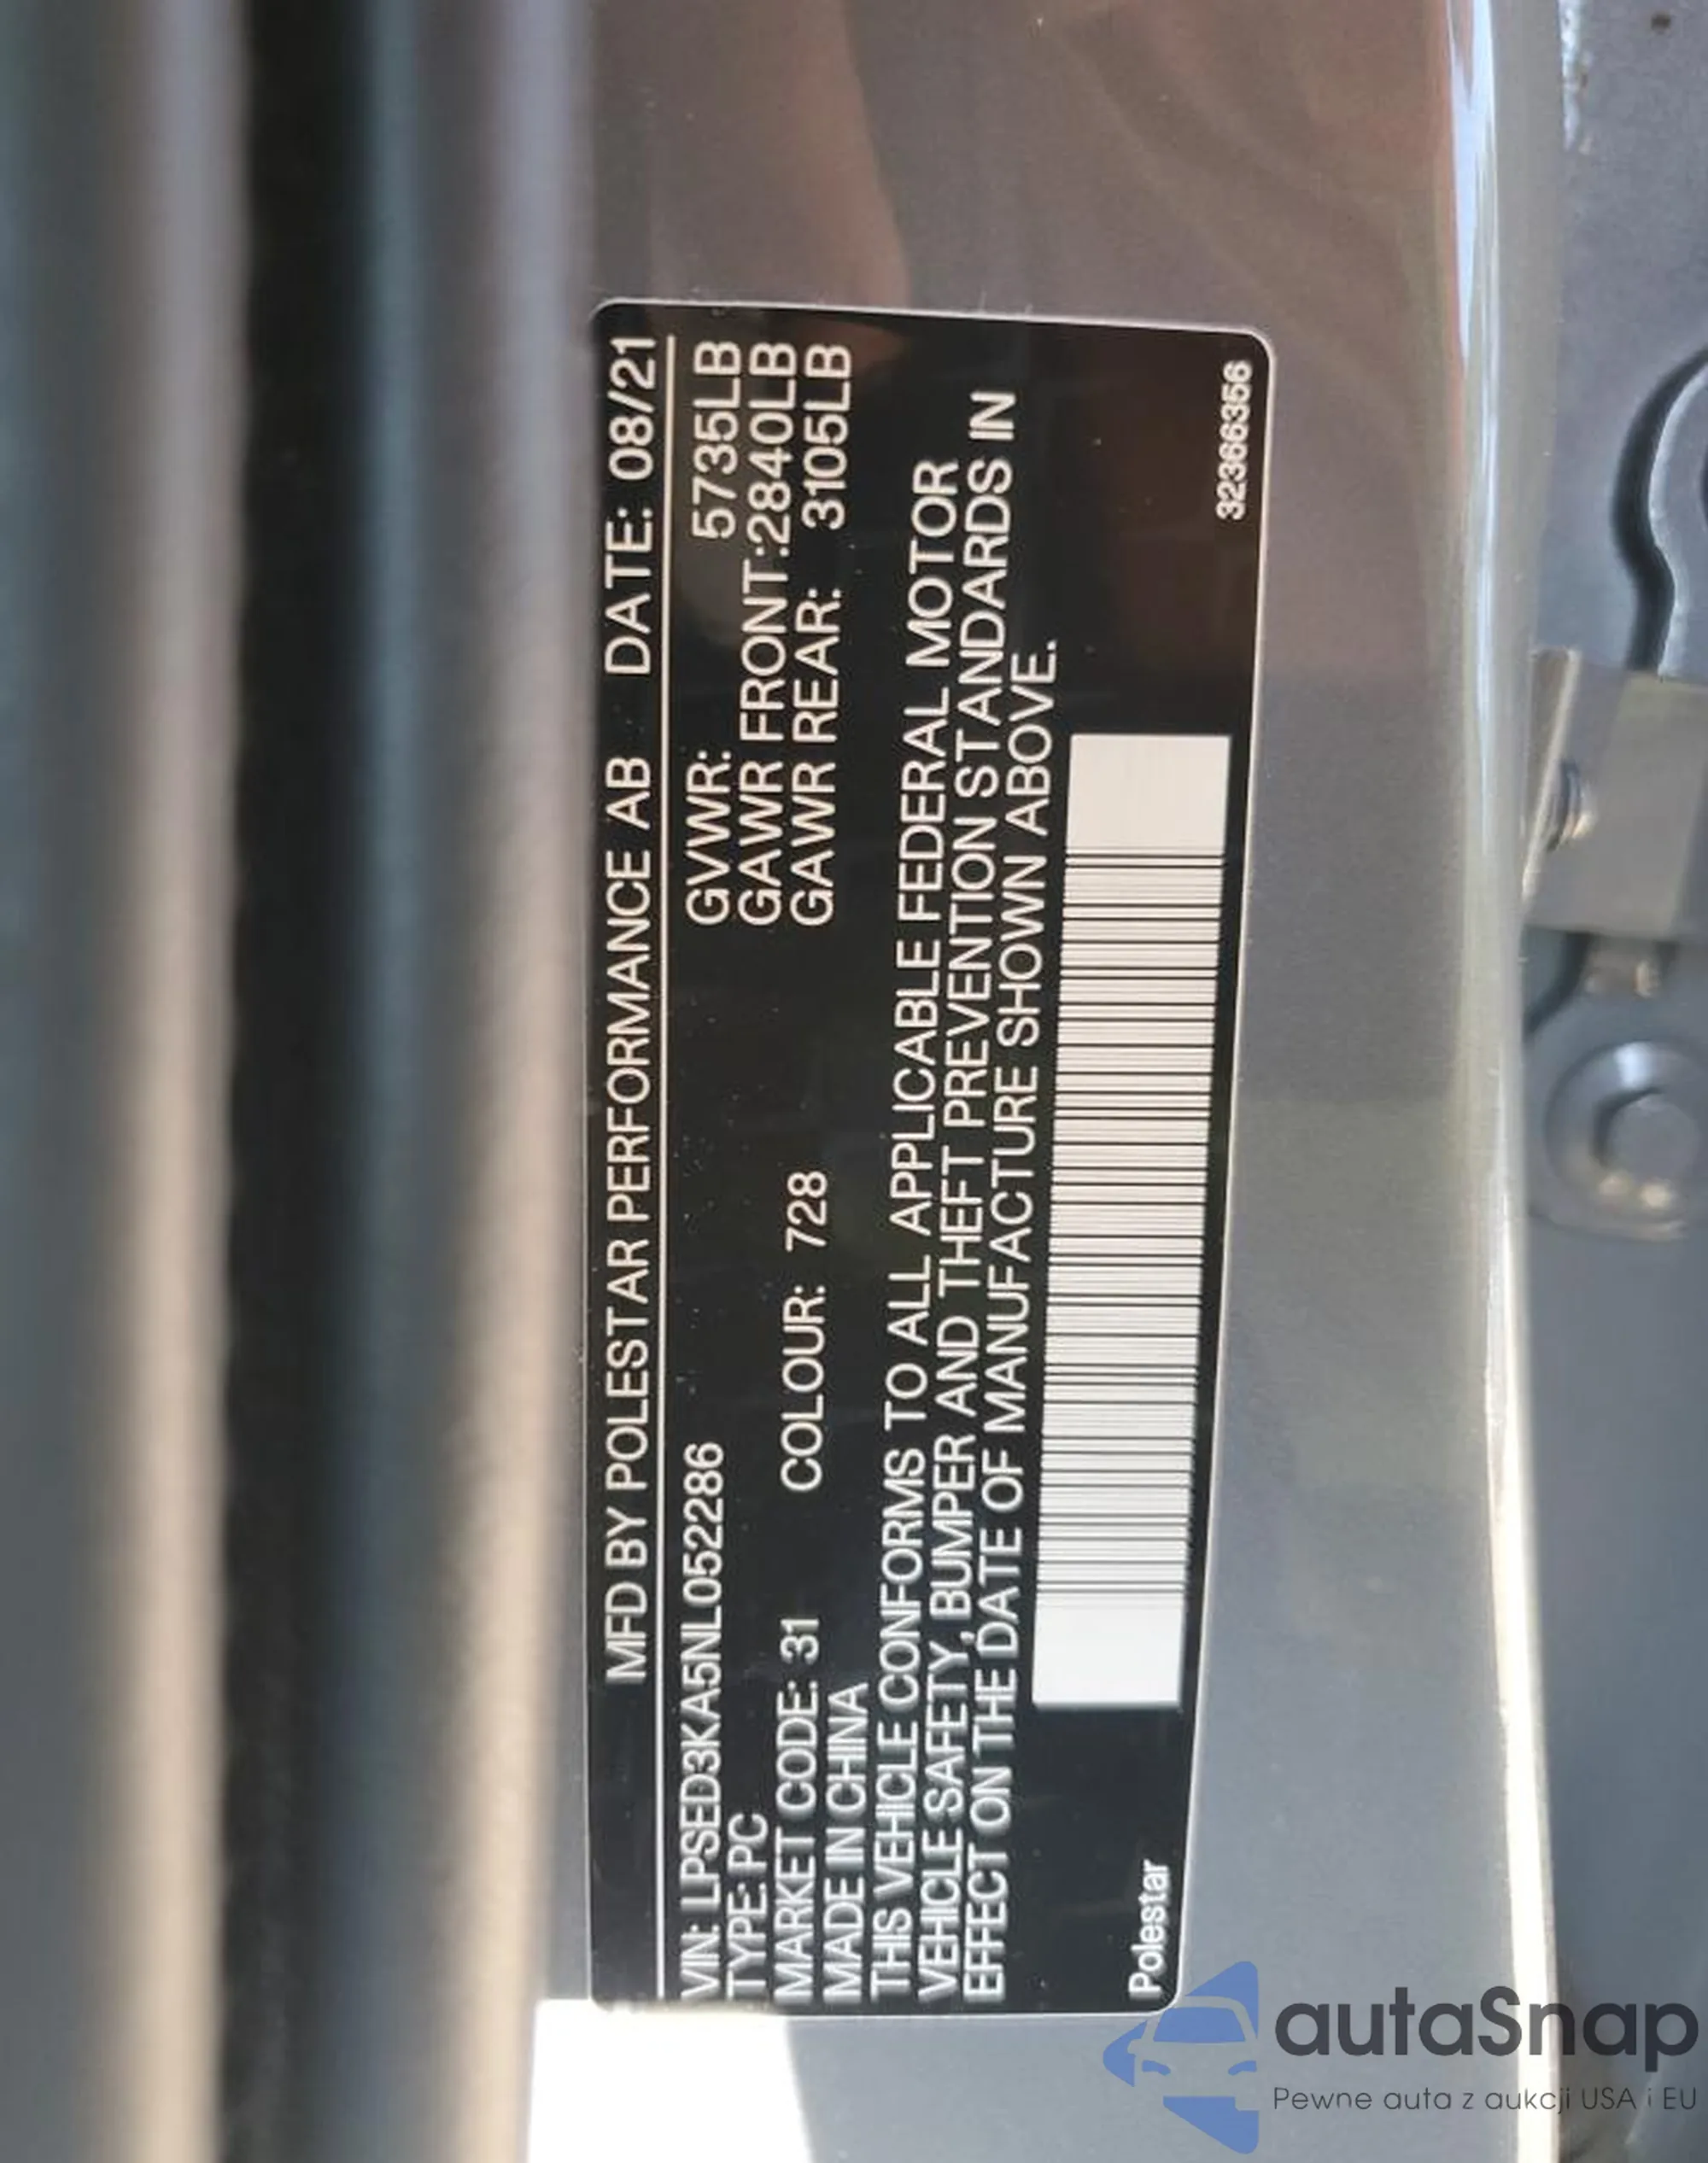 MFD BY POLESTAR PERFORMANCE AB DATE: 08/21
VIN: LPSED3KA5NL052286 GVWR: 5735LB
TYPE: PC GAWR FRONT:2840LB
MARKET CODE: 31 COLOUR: 728 GAWR REAR: 3105LB
MADE IN CHINA
THIS VEHICLE CONFORMS TO ALL APPLICABLE FEDERAL MOTOR
VEHICLE SAFETY, BUMPER AND THEFT PREVENTION STANDARDS IN
EFFECT ON THE DATE OF MANUFACTURE SHOWN ABOVE.
Polestar 32366356
autaSnap
Pewne auta z aukcji USA i EU